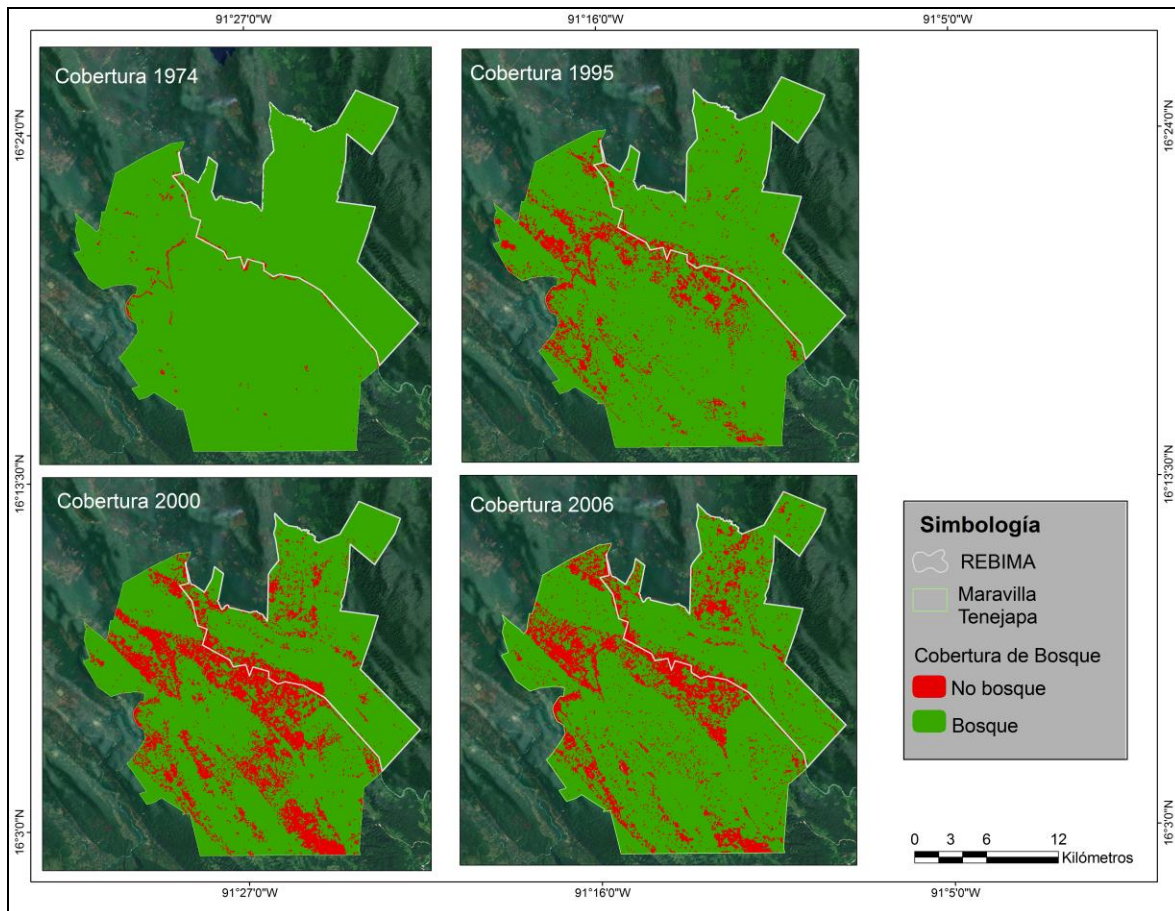 91°27'0"W
91°16'0"W
91°5'0"W
16°24'0"N
16°24'0"N
Cobertura 1974
Cobertura 1995
16°13'30"N
16°13'30"N
Cobertura 2000
Cobertura 2006
Simbología
REBIMA
Maravilla
Tenejapa
Cobertura de Bosque
No bosque
Bosque
16°3'0"N
16°3'0"N
0 3 6 12
Kilómetros
91°27'0"W
91°16'0"W
91°5'0"W